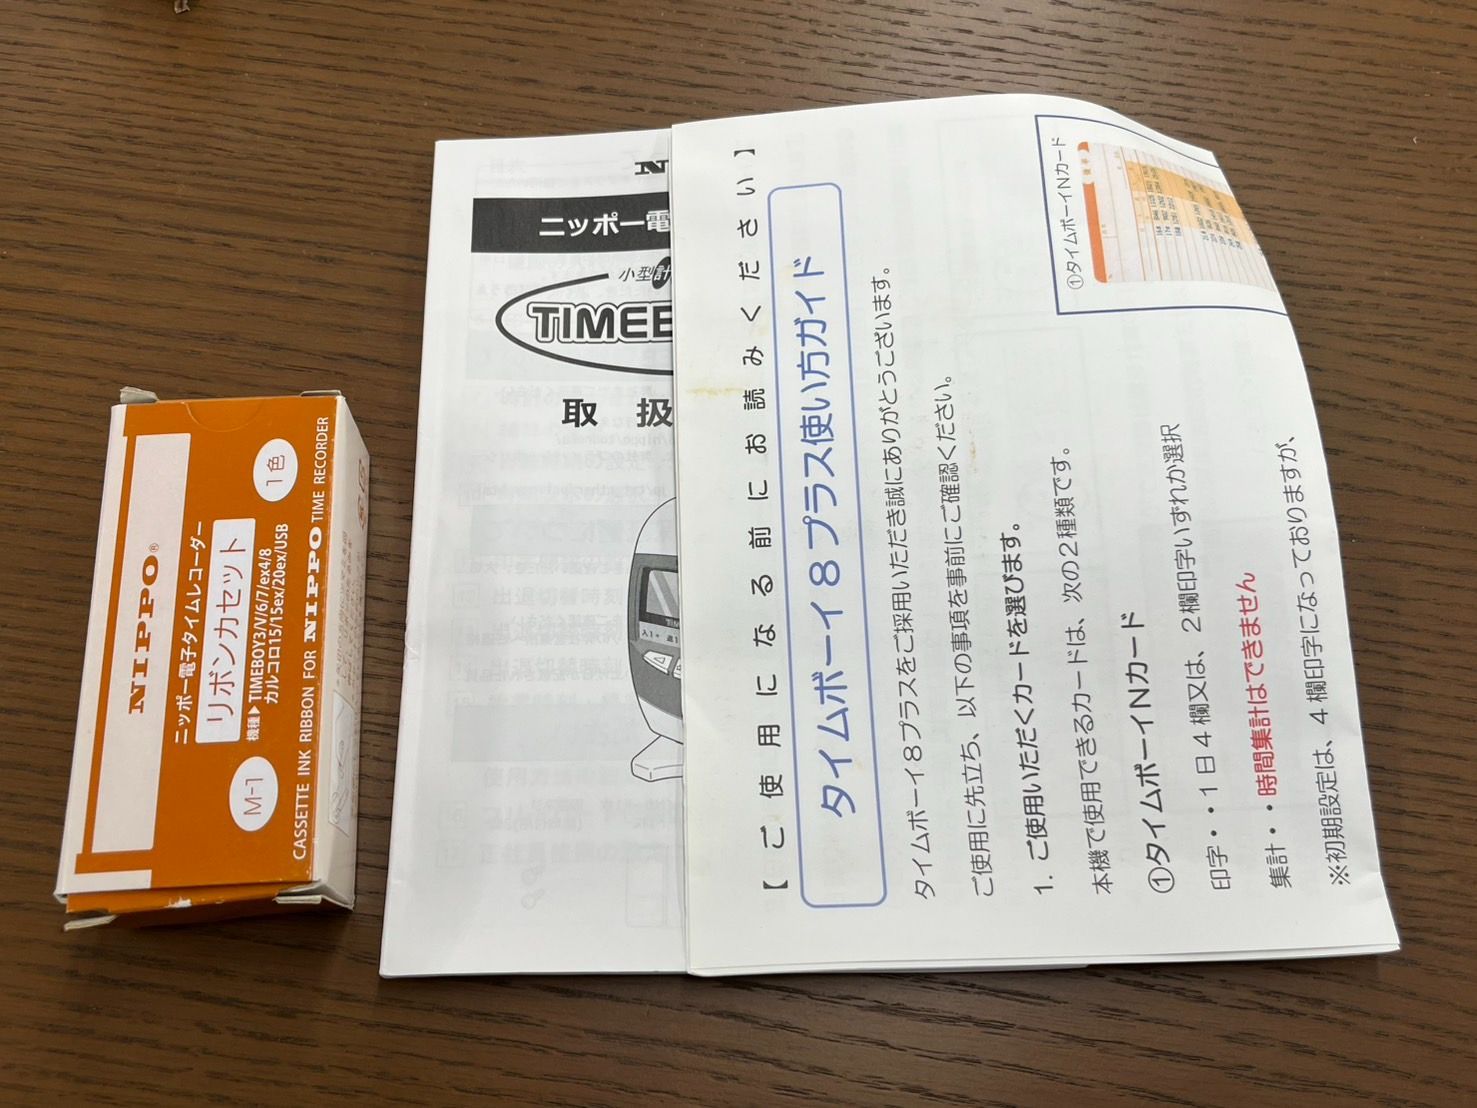 NIPPO®
ニッポー電子タイムレコーダー
リボンカセット
1色
M-1
機種▶TIMEBOY3/N/6/7/ex4/8
カルコロ15/15ex/20ex/USB
CASSETTE INK RIBBON FOR NIPPO TIME RECORDER
N
ニッポー電
小型計
TIMEB
取扱
【ご使用になる前にお読みください】
タイムボーイ8プラス使い方ガイド
タイムボーイ8プラスをご採用いただき誠にありがとうございます。
ご使用に先立ち、以下の事項を事前にご確認ください。
1. ご使用いただくカードを選びます。
本機で使用できるカードは、次の2種類です。
①タイムボーイNカード
印字・・1日4欄又は、2欄印字いずれか選択
集計・・時間集計はできません
※初期設定は、4欄印字になっておりますが、
①タイムボーイNカード